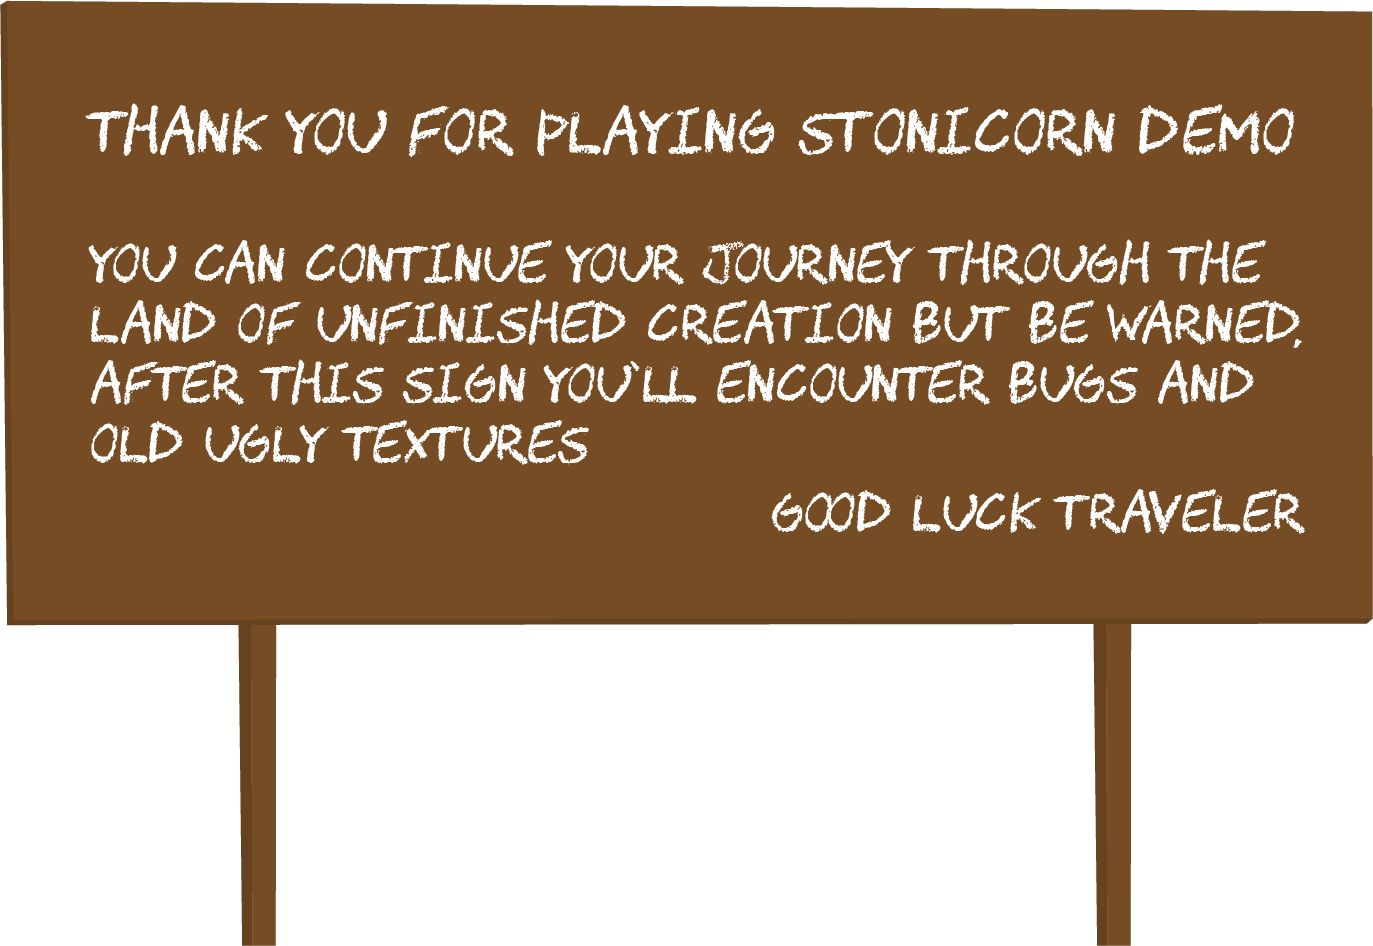 THANK YOU FOR PLAYING STONICORN DEMO
YOU CAN CONTINUE YOUR JOURNEY THROUGH THE
LAND OF UNFINISHED CREATION BUT BE WARNED,
AFTER THIS SIGN YOU`LL ENCOUNTER BUGS AND
OLD UGLY TEXTURES
GOOD LUCK TRAVELER